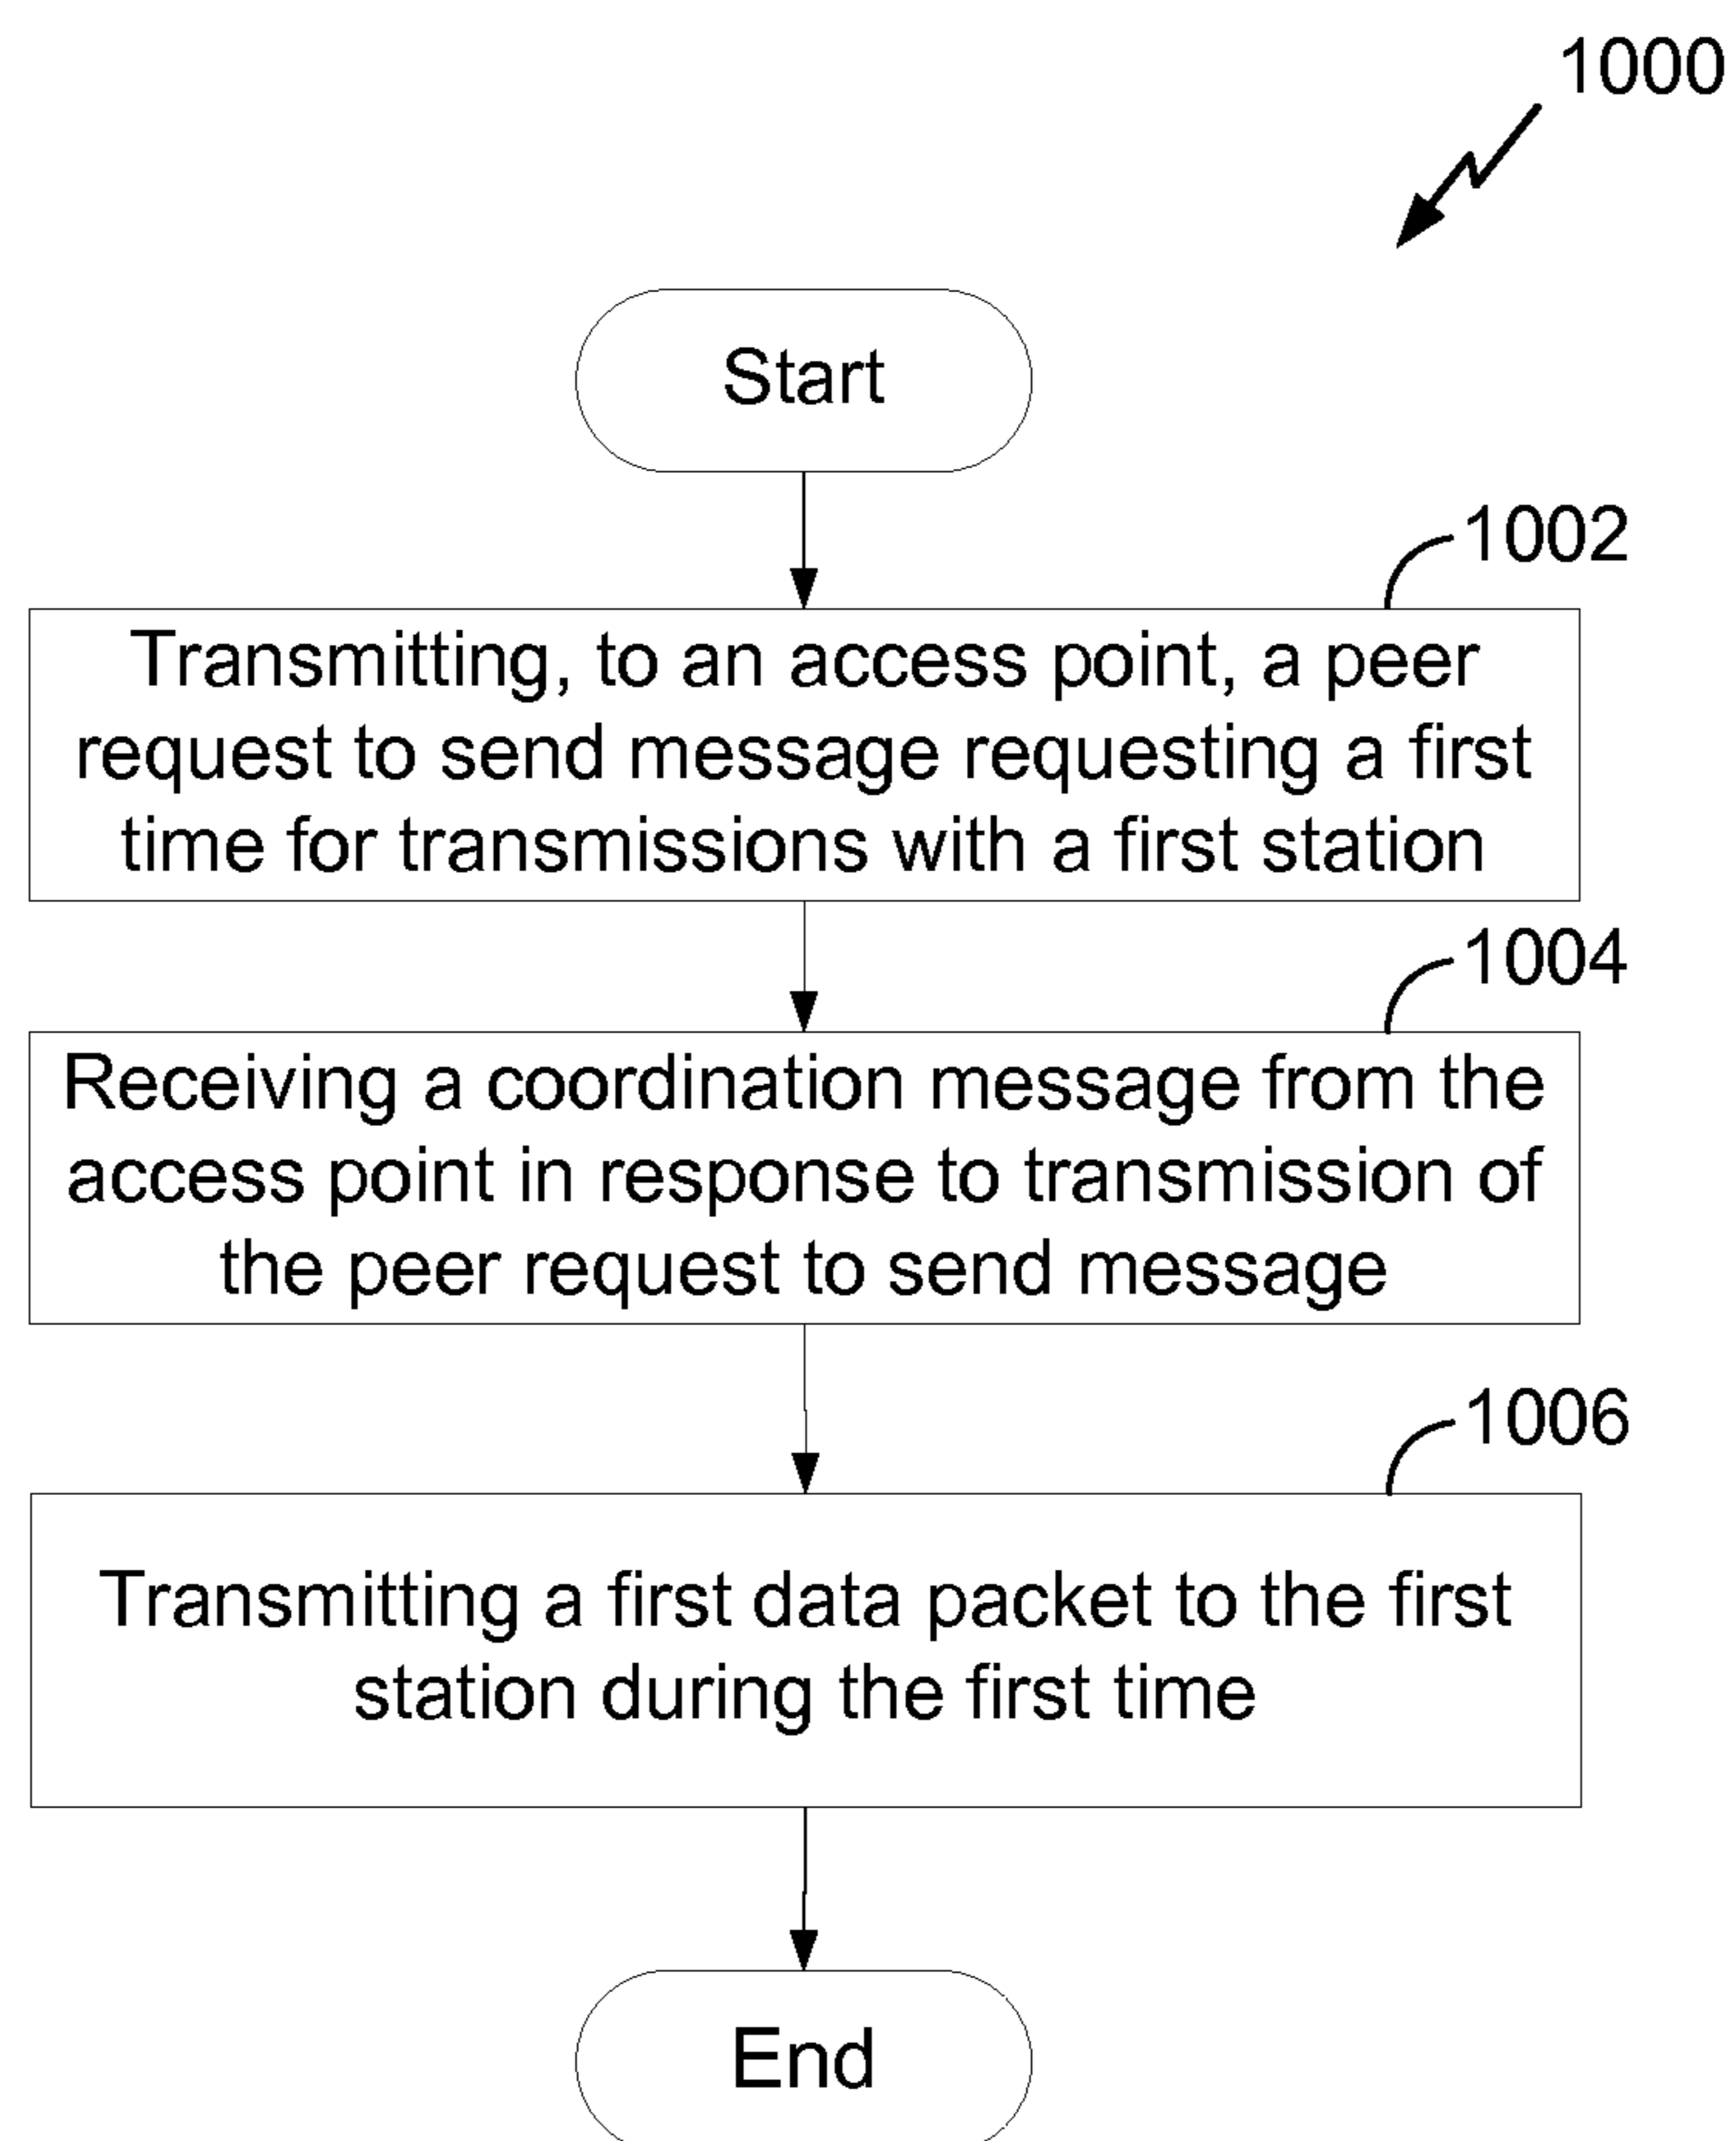 1000
Start
1002
Transmitting, to an access point, a peer
request to send message requesting a first
time for transmissions with a first station
1004
Receiving a coordination message from the
access point in response to transmission of
the peer request to send message
1006
Transmitting a first data packet to the first
station during the first time
End